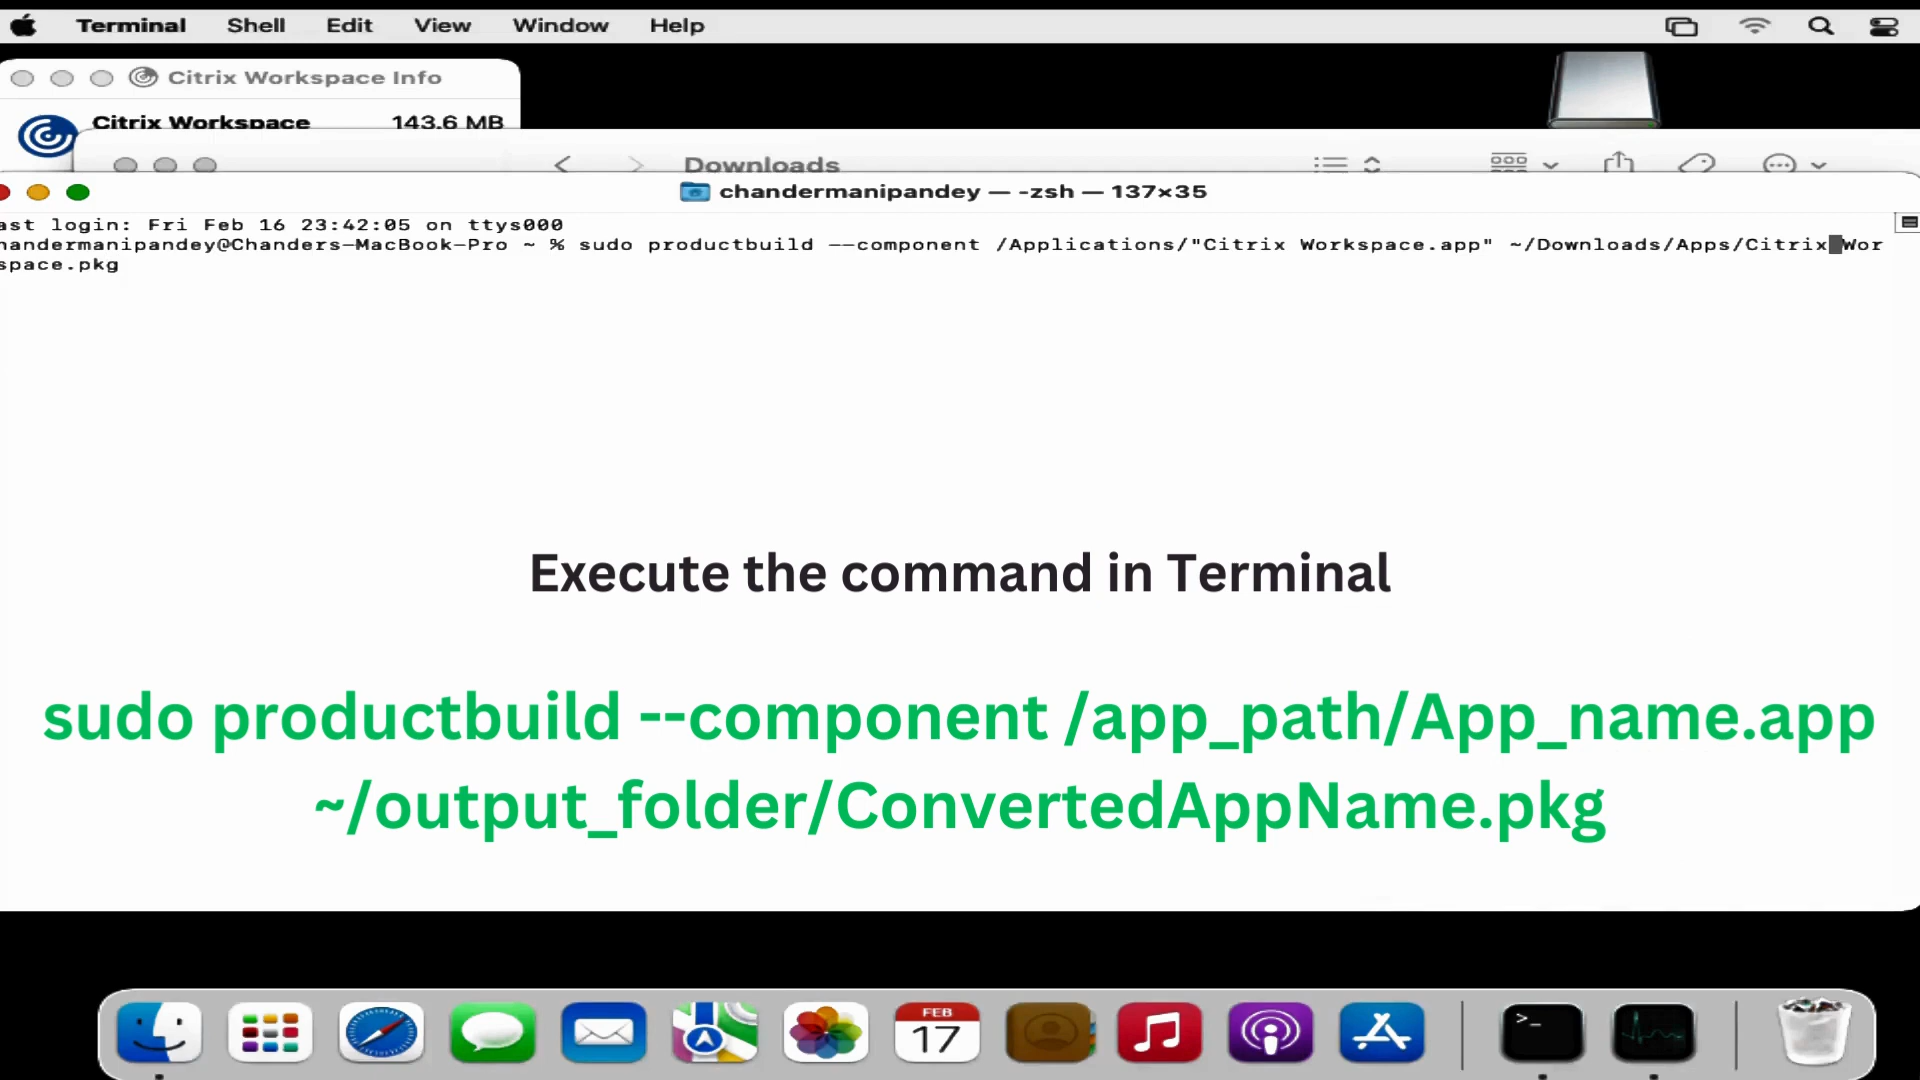 Terminal Shell Edit View Window Help
Citrix Workspace Info
Citrix Workspace 143.6 MB
Downloads
chandermanipandey — -zsh — 137×35
ast login: Fri Feb 16 23:42:05 on ttys000
handermanipandey@Chanders-MacBook-Pro ~ % sudo productbuild --component /Applications/"Citrix Workspace.app" ~/Downloads/Apps/Citrix Wor
space.pkg
Execute the command in Terminal
sudo productbuild --component /app_path/App_name.app
~/output_folder/ConvertedAppName.pkg
FEB
17
>_